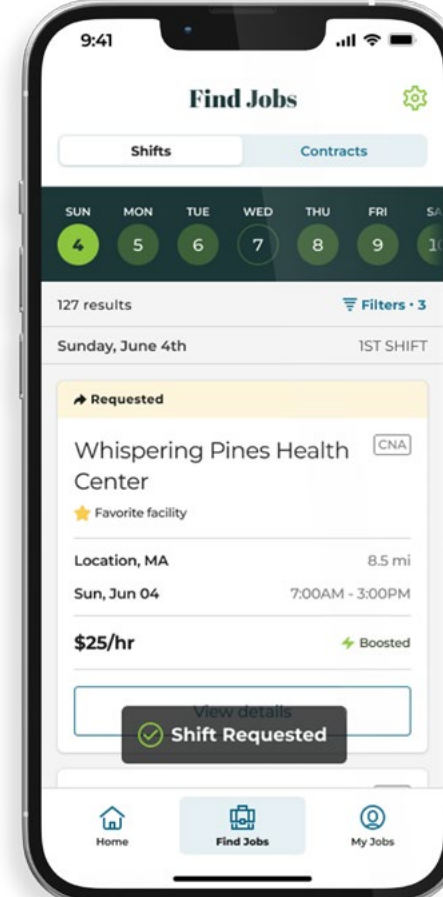 9:41
Find Jobs
Shifts
Contracts
SUN MON TUE WED THU FRI
4 5 6 7 8 9
127 results
Filters • 3
Sunday, June 4th
1ST SHIFT
Requested
Whispering Pines Health
CNA
Center
Favorite facility
Location, MA
8.5 mi
Sun, Jun 04
7:00AM - 3:00PM
$25/hr
Boosted
View details
Shift Requested
Home
Find Jobs
My Jobs